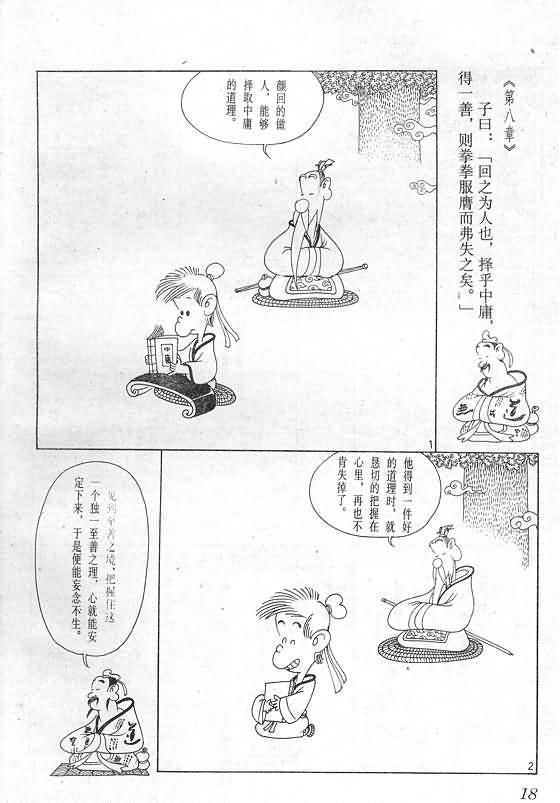 《第八章》
子曰：「回之为人也，择乎中庸，
得一善，则拳拳服膺而弗失之矣。」
颜回的做
人，能够
择取中庸
的道理。
中庸
道
1
他得到一件好
的道理时，就
恳切的把握在
心里，再也不
肯失掉了。
见到至善之境，把握住这
一个独一至善之理，心就能安
定下来，于是便能妄念不生。
道
2
18